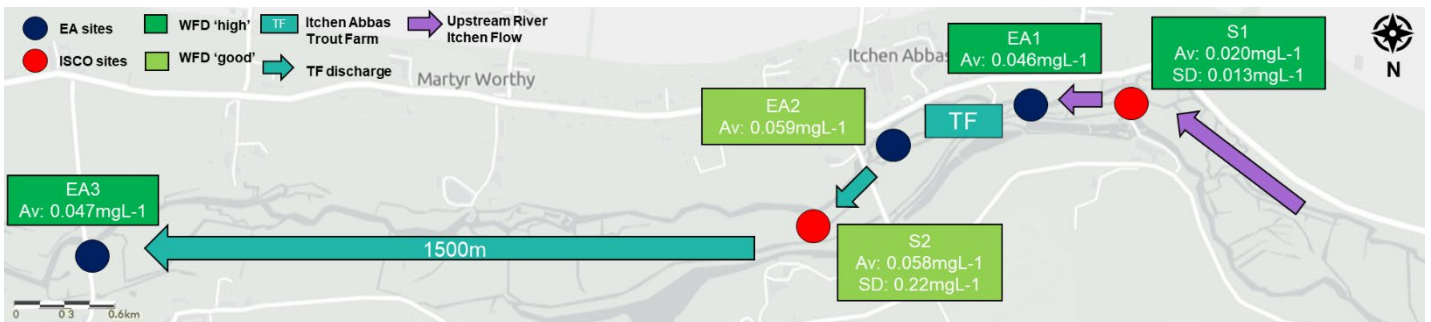 EA sites
WFD ‘high’
TF
Itchen Abbas
Trout Farm
Upstream River
Itchen Flow
ISCO sites
WFD ‘good’
TF discharge
Martyr Worthy
Itchen Abbas
EA1
Av: 0.046mgL-1
S1
Av: 0.020mgL-1
SD: 0.013mgL-1
N
EA2
Av: 0.059mgL-1
TF
EA3
Av: 0.047mgL-1
1500m
S2
Av: 0.058mgL-1
SD: 0.22mgL-1
0 0 3 0.6km